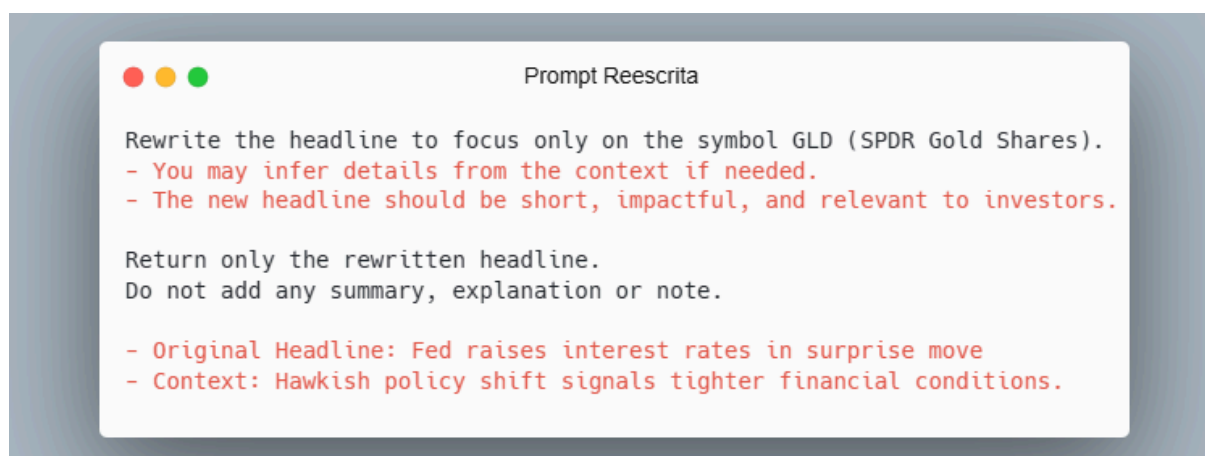 Prompt Reescrita
Rewrite the headline to focus only on the symbol GLD (SPDR Gold Shares).
- You may infer details from the context if needed.
- The new headline should be short, impactful, and relevant to investors.
Return only the rewritten headline.
Do not add any summary, explanation or note.
- Original Headline: Fed raises interest rates in surprise move
- Context: Hawkish policy shift signals tighter financial conditions.